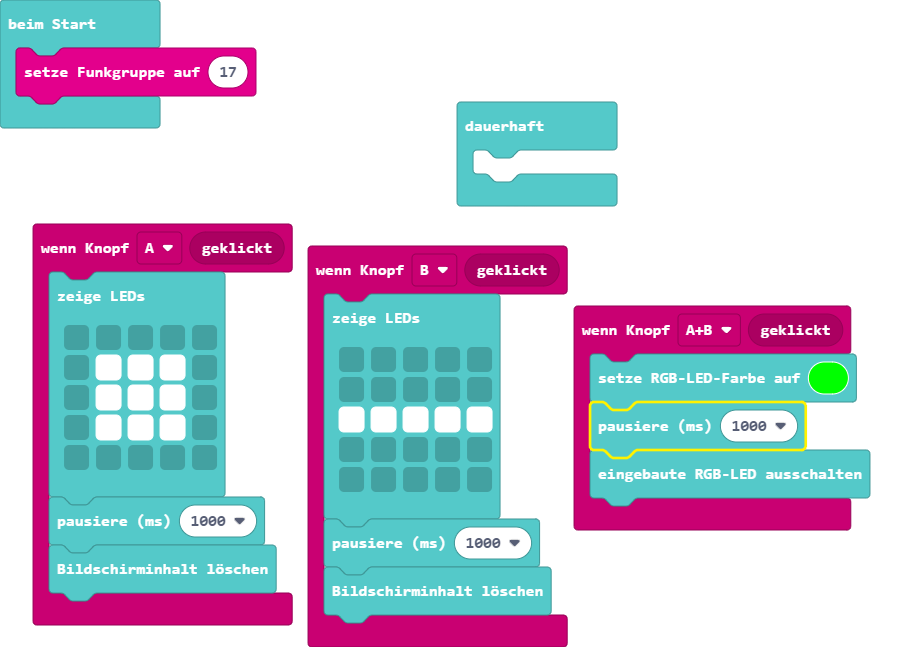 beim Start
setze Funkgruppe auf 17
dauerhaft
wenn Knopf A geklickt
zeige LEDs
pausiere (ms) 1000
Bildschirminhalt löschen
wenn Knopf B geklickt
zeige LEDs
pausiere (ms) 1000
Bildschirminhalt löschen
wenn Knopf A+B geklickt
setze RGB-LED-Farbe auf
pausiere (ms) 1000
eingebaute RGB-LED ausschalten